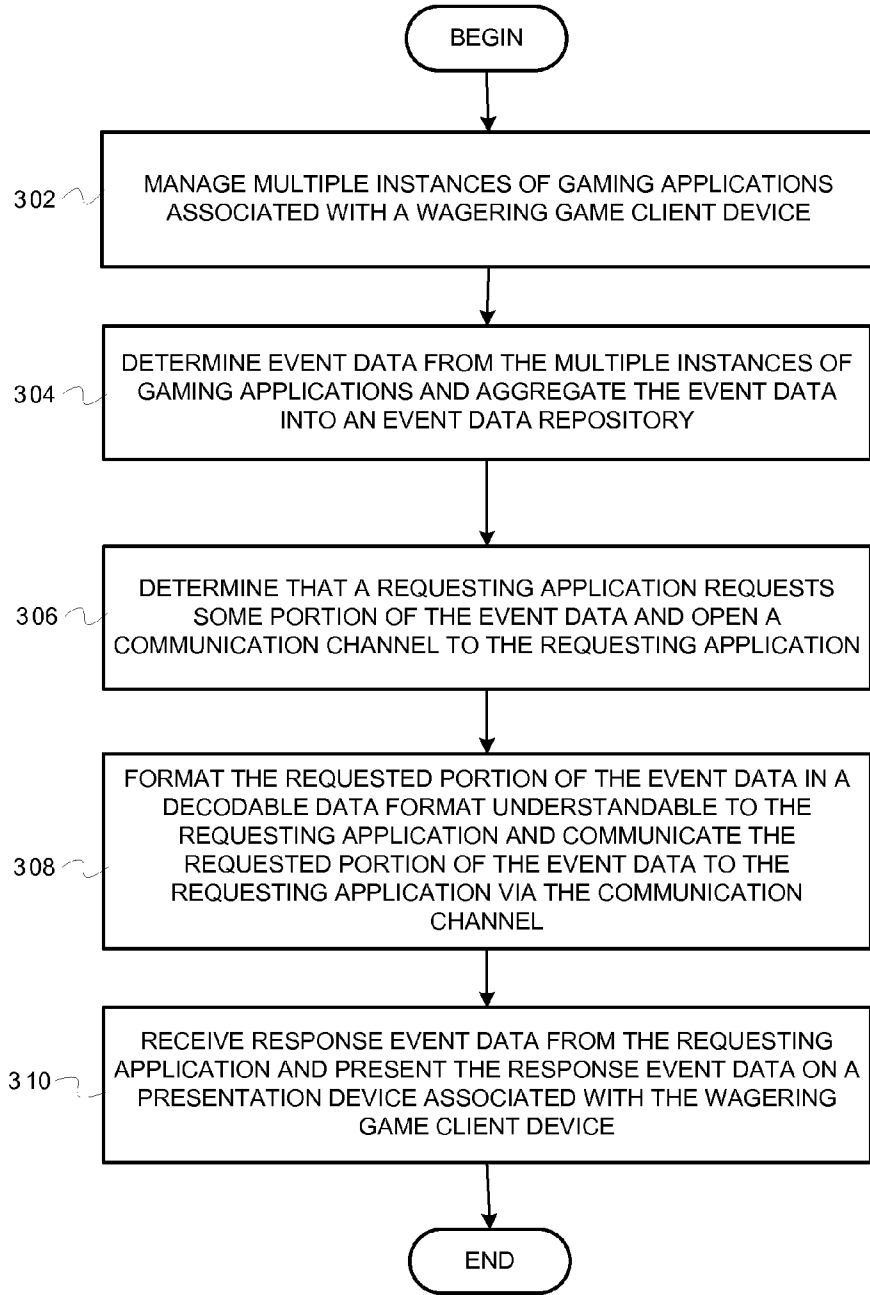 BEGIN
302
MANAGE MULTIPLE INSTANCES OF GAMING APPLICATIONS
ASSOCIATED WITH A WAGERING GAME CLIENT DEVICE
304
DETERMINE EVENT DATA FROM THE MULTIPLE INSTANCES OF
GAMING APPLICATIONS AND AGGREGATE THE EVENT DATA
INTO AN EVENT DATA REPOSITORY
306
DETERMINE THAT A REQUESTING APPLICATION REQUESTS
SOME PORTION OF THE EVENT DATA AND OPEN A
COMMUNICATION CHANNEL TO THE REQUESTING APPLICATION
308
FORMAT THE REQUESTED PORTION OF THE EVENT DATA IN A
DECODABLE DATA FORMAT UNDERSTANDABLE TO THE
REQUESTING APPLICATION AND COMMUNICATE THE
REQUESTED PORTION OF THE EVENT DATA TO THE
REQUESTING APPLICATION VIA THE COMMUNICATION
CHANNEL
310
RECEIVE RESPONSE EVENT DATA FROM THE REQUESTING
APPLICATION AND PRESENT THE RESPONSE EVENT DATA ON A
PRESENTATION DEVICE ASSOCIATED WITH THE WAGERING
GAME CLIENT DEVICE
END